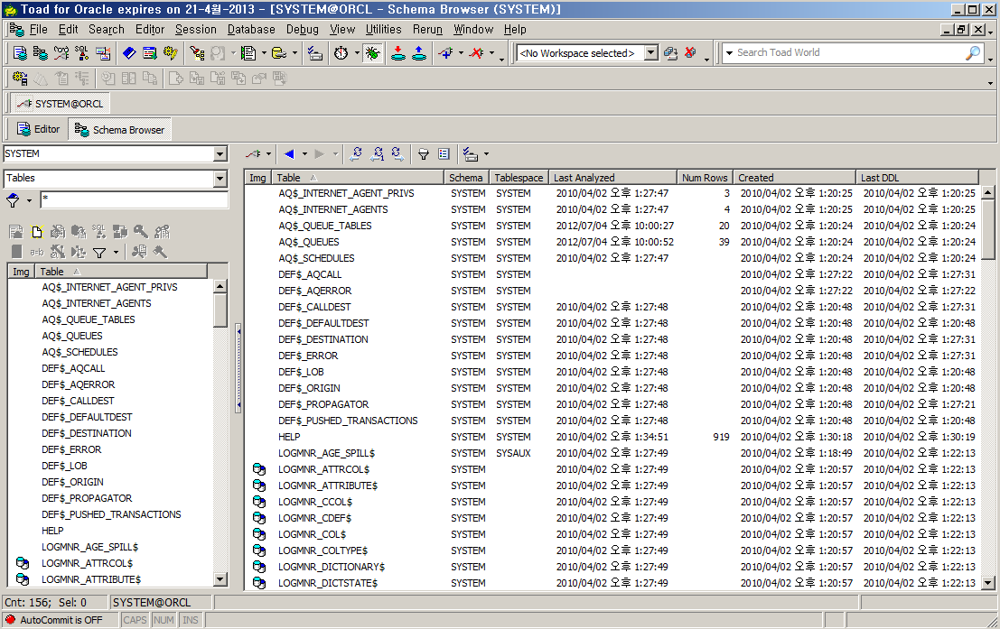 Toad for Oracle expires on 21-4월-2013 - [SYSTEM@ORCL - Schema Browser (SYSTEM)]
File Edit Search Editor Session Database Debug View Utilities Rerun Window Help
<No Workspace selected> Search Toad World
SYSTEM@ORCL
Editor Schema Browser
SYSTEM
Tables
*
Img Table
AQ$_INTERNET_AGENT_PRIVS
AQ$_INTERNET_AGENTS
AQ$_QUEUE_TABLES
AQ$_QUEUES
AQ$_SCHEDULES
DEF$_AQCALL
DEF$_AQERROR
DEF$_CALLDEST
DEF$_DEFAULTDEST
DEF$_DESTINATION
DEF$_ERROR
DEF$_LOB
DEF$_ORIGIN
DEF$_PROPAGATOR
DEF$_PUSHED_TRANSACTIONS
HELP
LOGMNR_AGE_SPILL$
LOGMNR_ATTRCOL$
LOGMNR_ATTRIBUTE$
Img Table Schema Tablespace Last Analyzed Num Rows Created Last DDL
AQ$_INTERNET_AGENT_PRIVS SYSTEM SYSTEM 2010/04/02 오후 1:27:47 3 2010/04/02 오후 1:20:25 2010/04/02 오후 1:20:25
AQ$_INTERNET_AGENTS SYSTEM SYSTEM 2010/04/02 오후 1:27:47 4 2010/04/02 오후 1:20:25 2010/04/02 오후 1:20:25
AQ$_QUEUE_TABLES SYSTEM SYSTEM 2012/07/04 오후 10:00:27 20 2010/04/02 오후 1:20:24 2010/04/02 오후 1:20:24
AQ$_QUEUES SYSTEM SYSTEM 2012/07/04 오후 10:00:52 39 2010/04/02 오후 1:20:24 2010/04/02 오후 1:20:24
AQ$_SCHEDULES SYSTEM SYSTEM 2010/04/02 오후 1:27:47 2010/04/02 오후 1:20:24 2010/04/02 오후 1:20:24
DEF$_AQCALL SYSTEM SYSTEM 2010/04/02 오후 1:27:22 2010/04/02 오후 1:27:31
DEF$_AQERROR SYSTEM SYSTEM 2010/04/02 오후 1:27:22 2010/04/02 오후 1:27:22
DEF$_CALLDEST SYSTEM SYSTEM 2010/04/02 오후 1:27:48 2010/04/02 오후 1:20:48 2010/04/02 오후 1:27:31
DEF$_DEFAULTDEST SYSTEM SYSTEM 2010/04/02 오후 1:27:48 2010/04/02 오후 1:20:48 2010/04/02 오후 1:20:48
DEF$_DESTINATION SYSTEM SYSTEM 2010/04/02 오후 1:27:48 2010/04/02 오후 1:20:48 2010/04/02 오후 1:27:31
DEF$_ERROR SYSTEM SYSTEM 2010/04/02 오후 1:27:48 2010/04/02 오후 1:20:48 2010/04/02 오후 1:27:31
DEF$_LOB SYSTEM SYSTEM 2010/04/02 오후 1:27:48 2010/04/02 오후 1:20:48 2010/04/02 오후 1:20:48
DEF$_ORIGIN SYSTEM SYSTEM 2010/04/02 오후 1:27:48 2010/04/02 오후 1:20:48 2010/04/02 오후 1:20:48
DEF$_PROPAGATOR SYSTEM SYSTEM 2010/04/02 오후 1:27:48 2010/04/02 오후 1:20:48 2010/04/02 오후 1:27:21
DEF$_PUSHED_TRANSACTIONS SYSTEM SYSTEM 2010/04/02 오후 1:27:48 2010/04/02 오후 1:20:48 2010/04/02 오후 1:20:48
HELP SYSTEM SYSTEM 2010/04/02 오후 1:34:51 919 2010/04/02 오후 1:30:18 2010/04/02 오후 1:30:19
LOGMNR_AGE_SPILL$ SYSTEM SYSAUX 2010/04/02 오후 1:27:49 2010/04/02 오후 1:18:49 2010/04/02 오후 1:22:13
LOGMNR_ATTRCOL$ SYSTEM 2010/04/02 오후 1:27:49 2010/04/02 오후 1:20:57 2010/04/02 오후 1:22:13
LOGMNR_ATTRIBUTE$ SYSTEM 2010/04/02 오후 1:27:49 2010/04/02 오후 1:20:57 2010/04/02 오후 1:22:13
LOGMNR_CCOL$ SYSTEM 2010/04/02 오후 1:27:49 2010/04/02 오후 1:20:57 2010/04/02 오후 1:22:13
LOGMNR_CDEF$ SYSTEM 2010/04/02 오후 1:27:49 2010/04/02 오후 1:20:57 2010/04/02 오후 1:22:13
LOGMNR_COL$ SYSTEM 2010/04/02 오후 1:27:49 2010/04/02 오후 1:20:57 2010/04/02 오후 1:22:13
LOGMNR_COLTYPE$ SYSTEM 2010/04/02 오후 1:27:49 2010/04/02 오후 1:20:57 2010/04/02 오후 1:22:13
LOGMNR_DICTIONARY$ SYSTEM 2010/04/02 오후 1:27:49 2010/04/02 오후 1:20:57 2010/04/02 오후 1:22:13
LOGMNR_DICTSTATE$ SYSTEM 2010/04/02 오후 1:27:49 2010/04/02 오후 1:20:57 2010/04/02 오후 1:22:13
Cnt: 156; Sel: 0 SYSTEM@ORCL
AutoCommit is OFF CAPS NUM INS